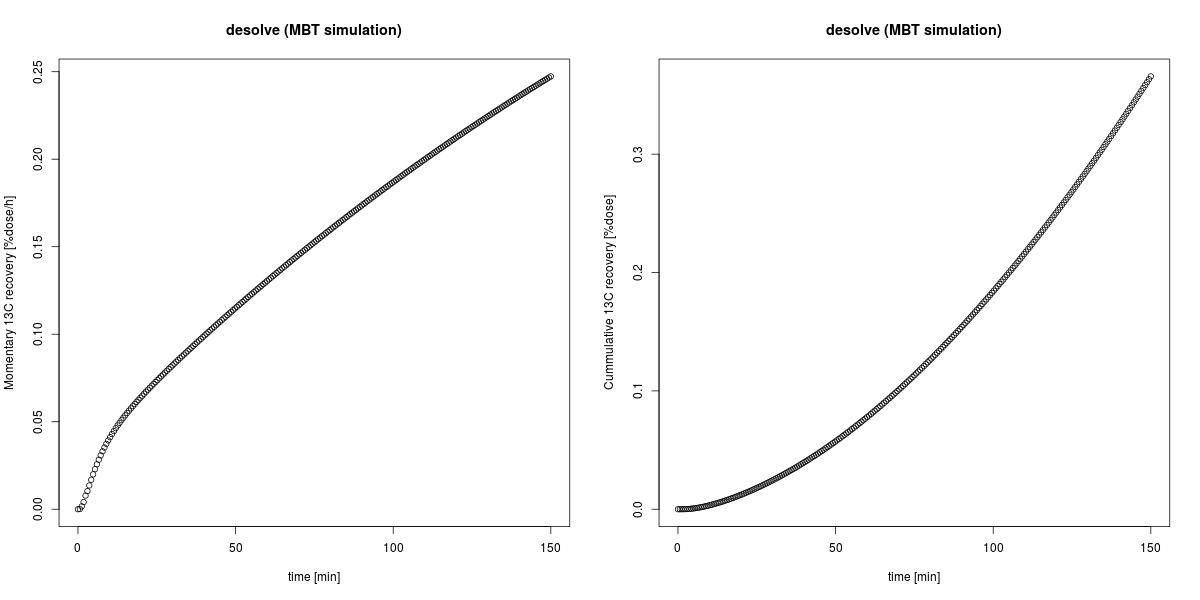 desolve (MBT simulation)
Momentary 13C recovery [%dose/h]
0.25
0.20
0.15
0.10
0.05
0.00
0 50 100 150
time [min]
desolve (MBT simulation)
Cummulative 13C recovery [%dose]
0.3
0.2
0.1
0.0
0 50 100 150
time [min]